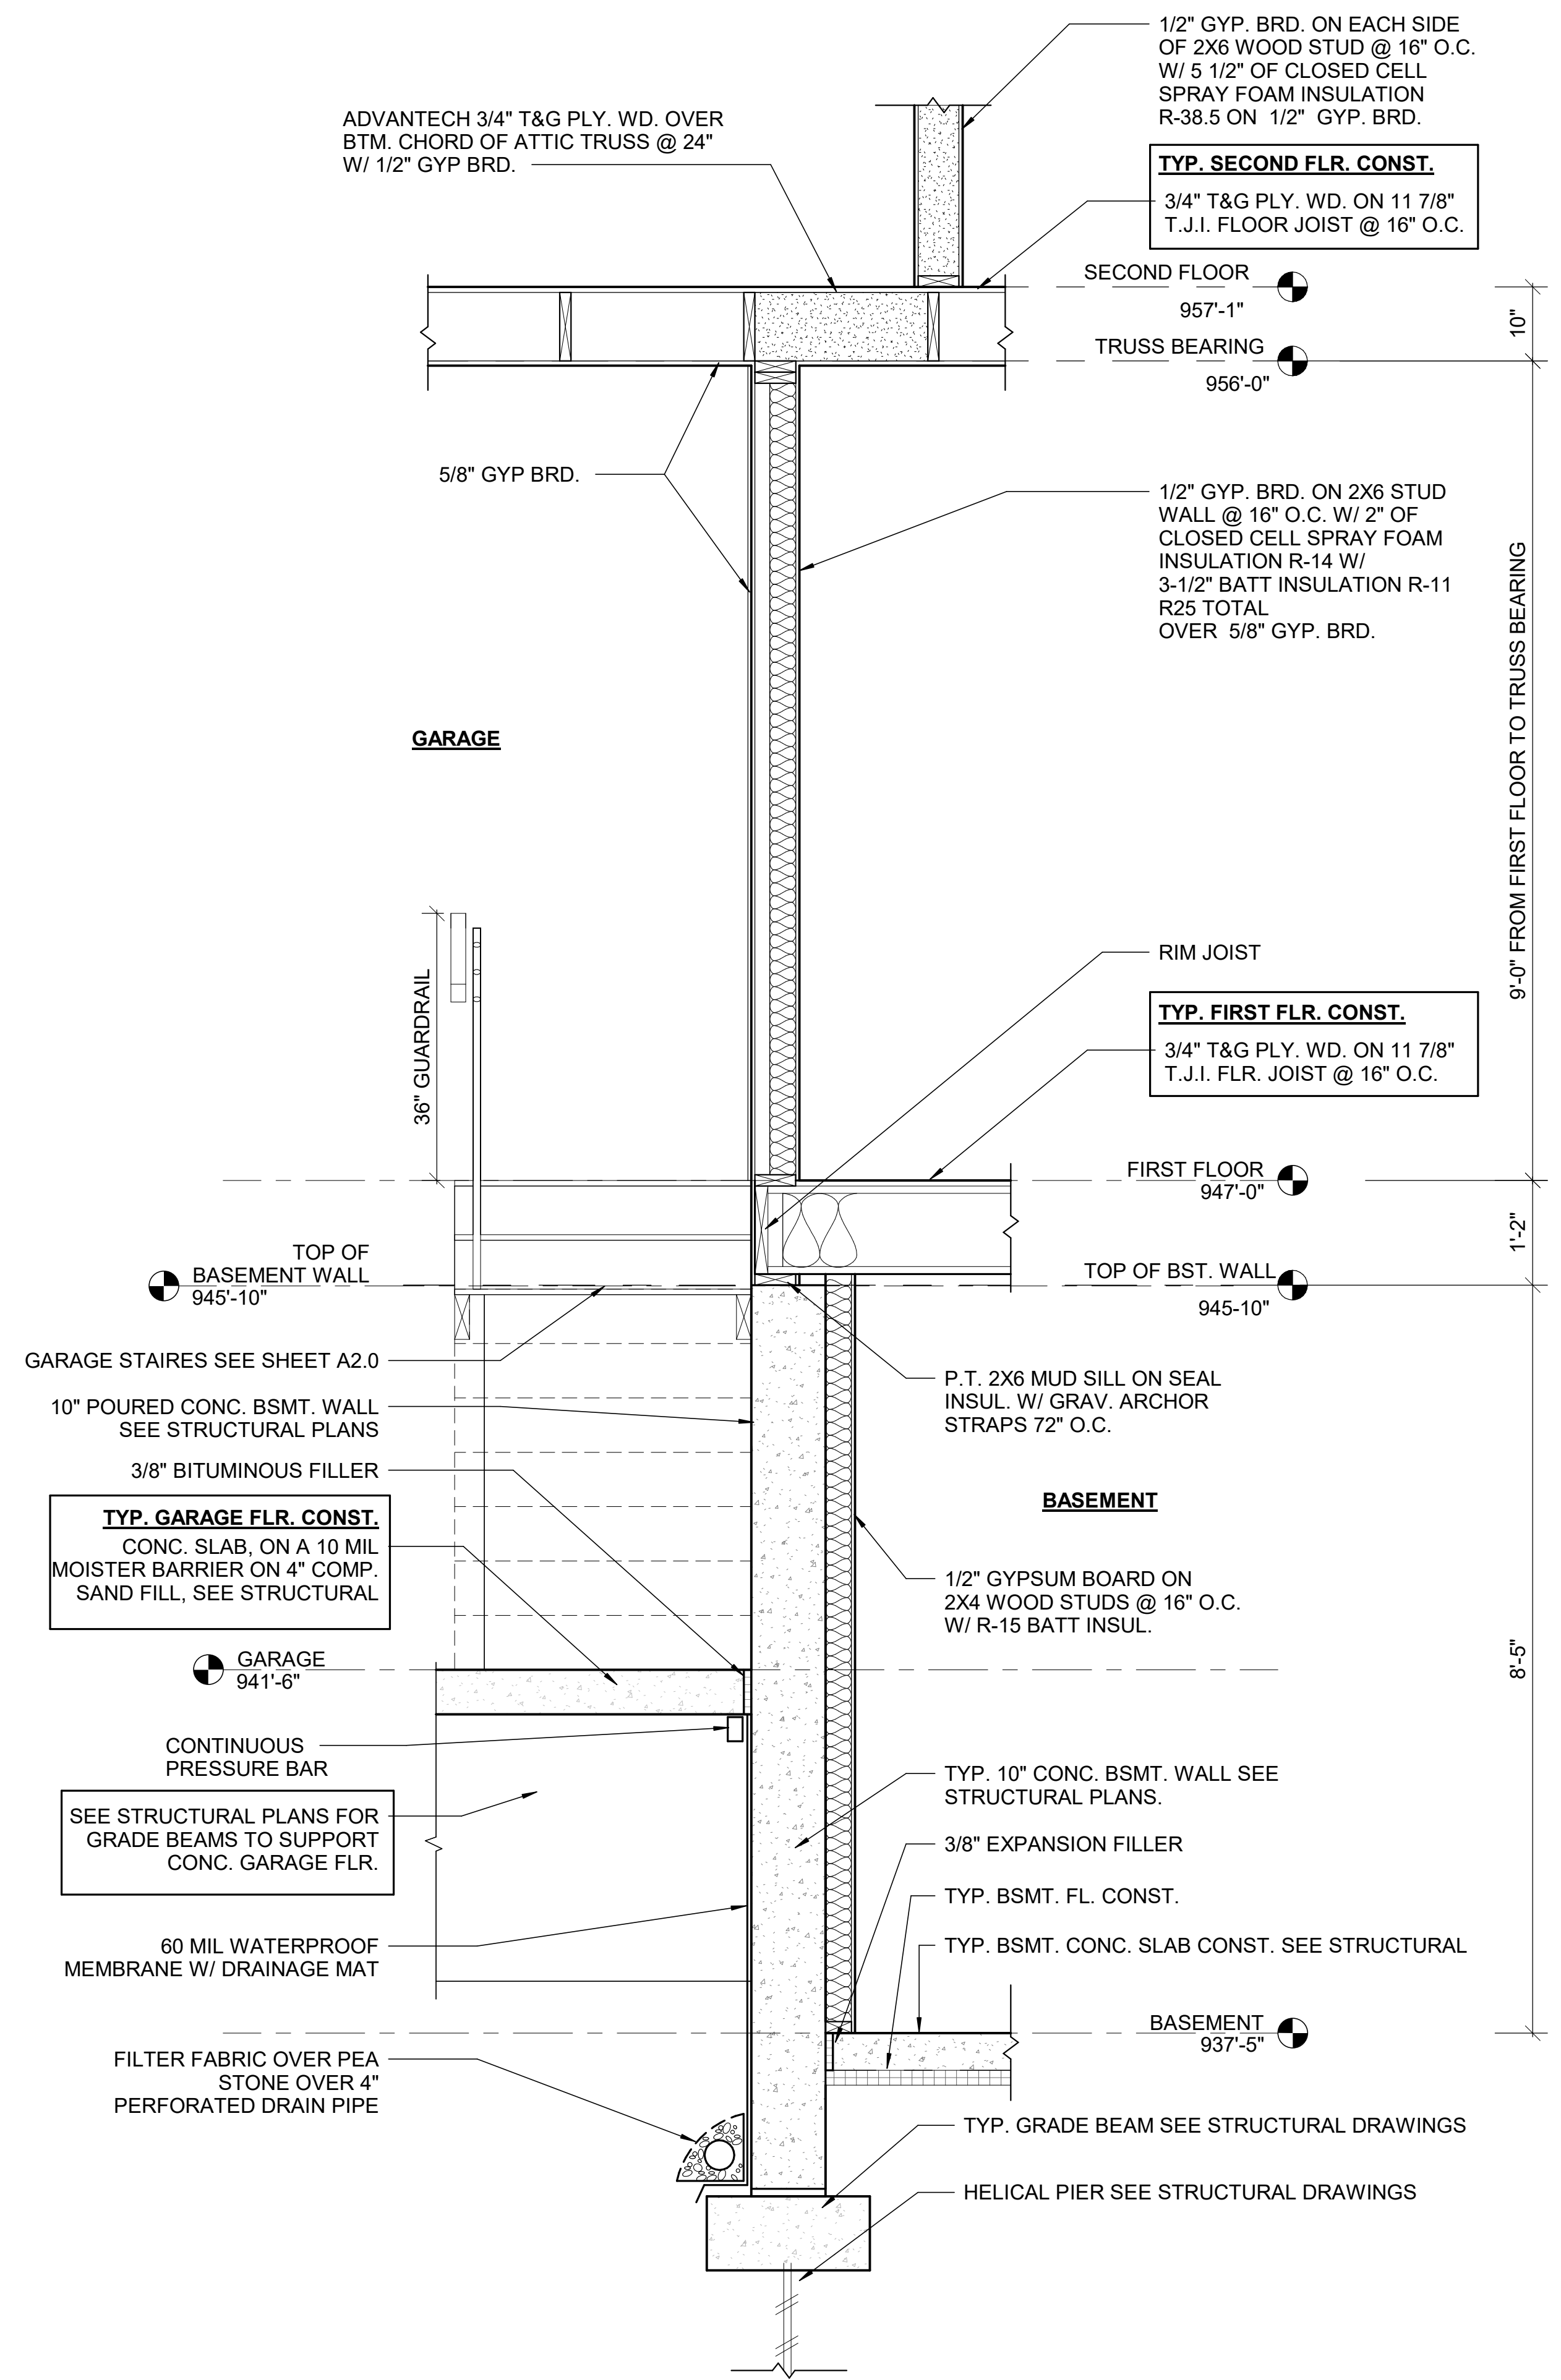 1/2" GYP. BRD. ON EACH SIDE
OF 2X6 WOOD STUD @ 16" O.C.
W/ 5 1/2" OF CLOSED CELL
SPRAY FOAM INSULATION
R-38.5 ON 1/2" GYP. BRD.
ADVANTECH 3/4" T&G PLY. WD. OVER
BTM. CHORD OF ATTIC TRUSS @ 24"
W/ 1/2" GYP BRD.
TYP. SECOND FLR. CONST.
3/4" T&G PLY. WD. ON 11 7/8"
T.J.I. FLOOR JOIST @ 16" O.C.
SECOND FLOOR
957'-1"
10"
TRUSS BEARING
956'-0"
5/8" GYP BRD.
1/2" GYP. BRD. ON 2X6 STUD
WALL @ 16" O.C. W/ 2" OF
CLOSED CELL SPRAY FOAM
INSULATION R-14 W/
3-1/2" BATT INSULATION R-11
R25 TOTAL
OVER 5/8" GYP. BRD.
9'-0" FROM FIRST FLOOR TO TRUSS BEARING
GARAGE
36" GUARDRAIL
RIM JOIST
TYP. FIRST FLR. CONST.
3/4" T&G PLY. WD. ON 11 7/8"
T.J.I. FLR. JOIST @ 16" O.C.
FIRST FLOOR
947'-0"
1'-2"
TOP OF
BASEMENT WALL
945'-10"
TOP OF BST. WALL
945-10"
GARAGE STAIRES SEE SHEET A2.0
10" POURED CONC. BSMT. WALL
SEE STRUCTURAL PLANS
3/8" BITUMINOUS FILLER
P.T. 2X6 MUD SILL ON SEAL
INSUL. W/ GRAV. ARCHOR
STRAPS 72" O.C.
BASEMENT
TYP. GARAGE FLR. CONST.
CONC. SLAB, ON A 10 MIL
MOISTER BARRIER ON 4" COMP.
SAND FILL, SEE STRUCTURAL
1/2" GYPSUM BOARD ON
2X4 WOOD STUDS @ 16" O.C.
W/ R-15 BATT INSUL.
8'-5"
GARAGE
941'-6"
CONTINUOUS
PRESSURE BAR
SEE STRUCTURAL PLANS FOR
GRADE BEAMS TO SUPPORT
CONC. GARAGE FLR.
TYP. 10" CONC. BSMT. WALL SEE
STRUCTURAL PLANS.
3/8" EXPANSION FILLER
TYP. BSMT. FL. CONST.
TYP. BSMT. CONC. SLAB CONST. SEE STRUCTURAL
60 MIL WATERPROOF
MEMBRANE W/ DRAINAGE MAT
BASEMENT
937'-5"
FILTER FABRIC OVER PEA
STONE OVER 4"
PERFORATED DRAIN PIPE
TYP. GRADE BEAM SEE STRUCTURAL DRAWINGS
HELICAL PIER SEE STRUCTURAL DRAWINGS